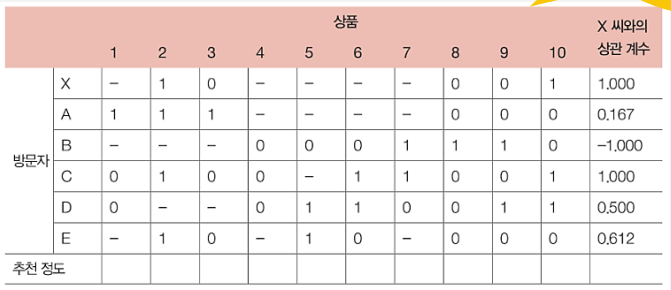 상품 X 씨와의
1 2 3 4 5 6 7 8 9 10 상관 계수
X – 1 0 – – – – 0 0 1 1.000
A 1 1 1 – – – – 0 0 0 0.167
B – – – 0 0 0 1 1 1 0 –1.000
방문자 C 0 1 0 0 – 1 1 0 0 1 1.000
D 0 – – 0 1 1 0 0 1 1 0.500
E – 1 0 – 1 0 – 0 0 0 0.612
추천 정도